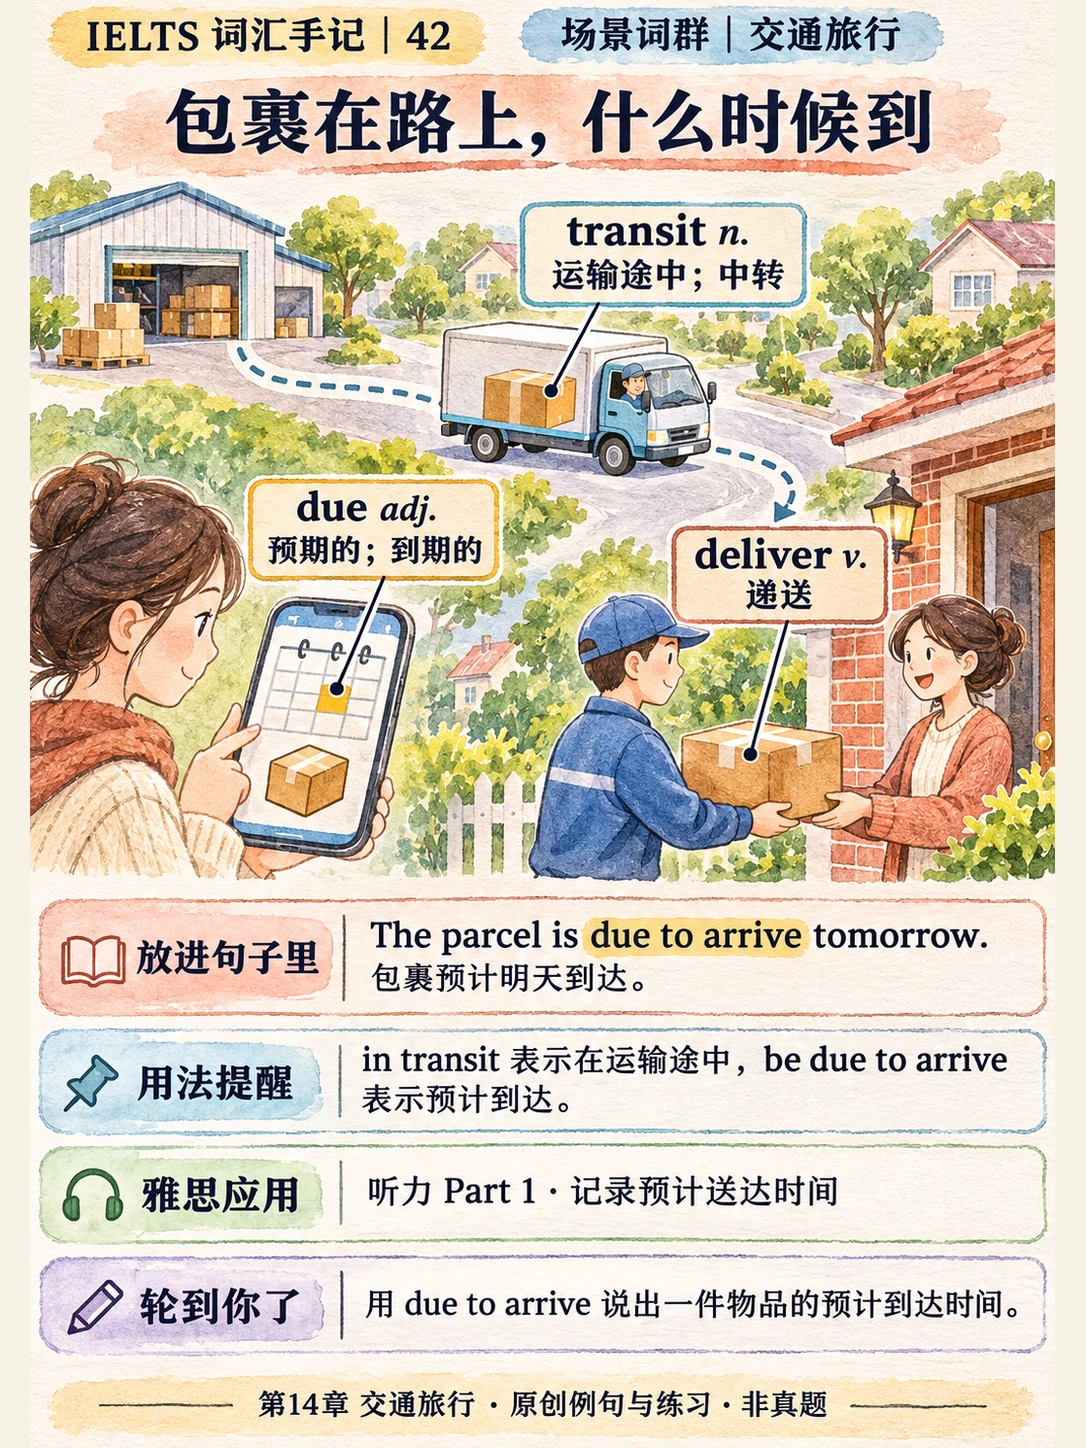 IELTS 词汇手记｜42
场景词群｜交通旅行
包裹在路上，什么时候到
transit n.
运输途中；中转
due adj.
预期的；到期的
deliver v.
递送
放进句子里
The parcel is due to arrive tomorrow.
包裹预计明天到达。
用法提醒
in transit 表示在运输途中，be due to arrive
表示预计到达。
雅思应用
听力 Part 1 · 记录预计送达时间
轮到你了
用 due to arrive 说出一件物品的预计到达时间。
第14章 交通旅行 · 原创例句与练习 · 非真题